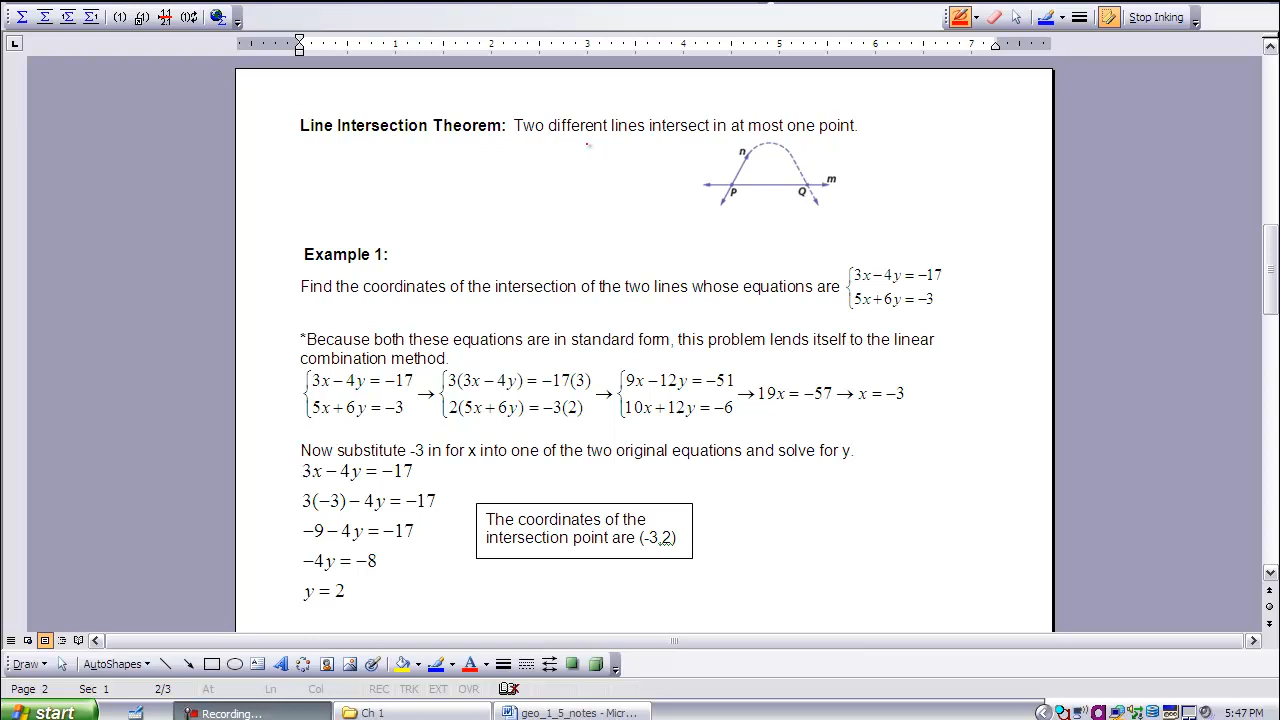 Stop Inking
1 2 3 4 5 6 7
Line Intersection Theorem: Two different lines intersect in at most one point.
n
m
P
Q
Example 1:
Find the coordinates of the intersection of the two lines whose equations are {3x−4y = −17
5x+6y = −3
*Because both these equations are in standard form, this problem lends itself to the linear
combination method.
{3x−4y = −17 → {3(3x−4y) = −17(3) → {9x−12y = −51 → 19x = −57 → x = −3
5x+6y = −3 2(5x+6y) = −3(2) 10x+12y = −6
Now substitute -3 in for x into one of the two original equations and solve for y.
3x−4y = −17
3(−3)−4y = −17
−9−4y = −17
−4y = −8
y = 2
The coordinates of the
intersection point are (-3,2)
Draw AutoShapes
Page 2 Sec 1 2/3 At Ln Col REC TRK EXT OVR
start Recording... Ch 1 geo_1_5_notes - Micr... 5:47 PM